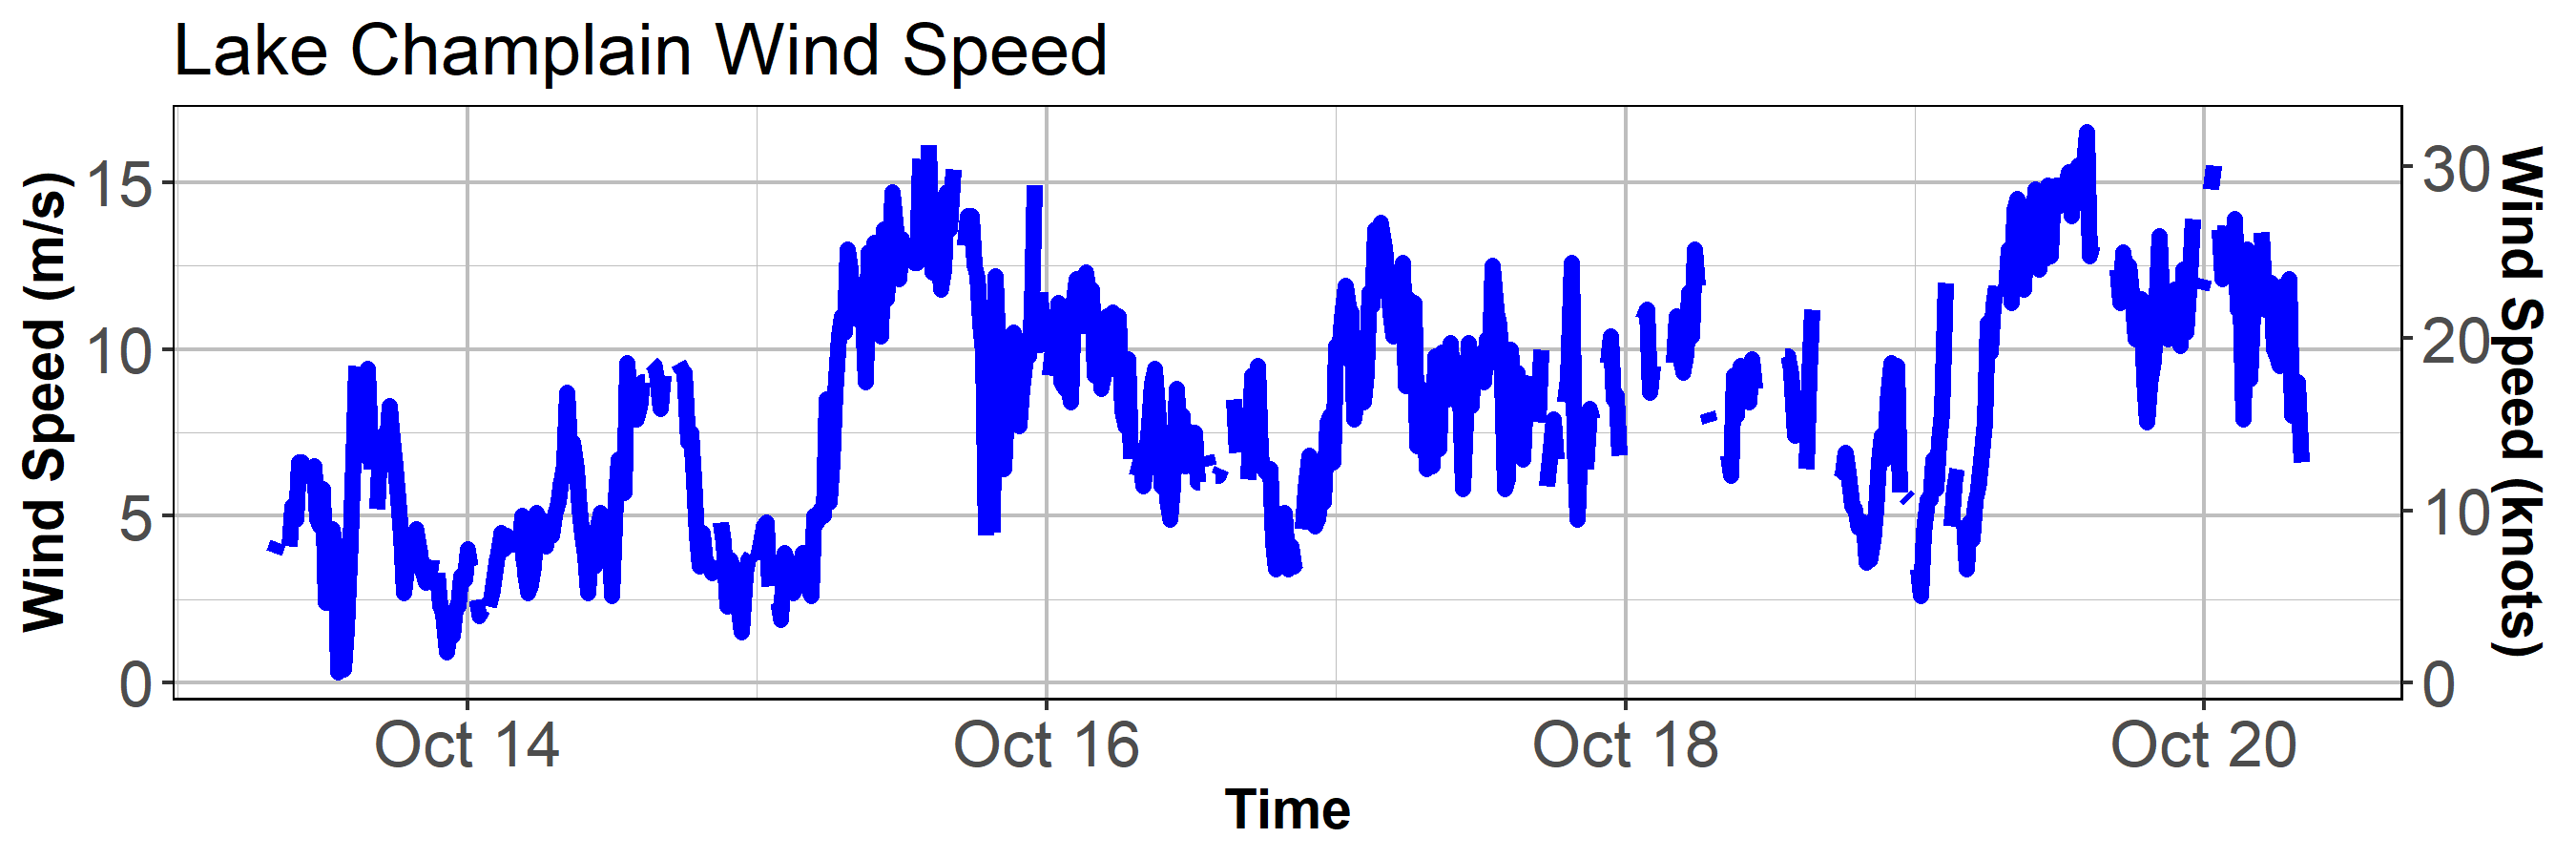 Lake Champlain Wind Speed
Wind Speed (m/s)
15
10
5
0
30
20
10
0
Wind Speed (knots)
Oct 14
Oct 16
Oct 18
Oct 20
Time